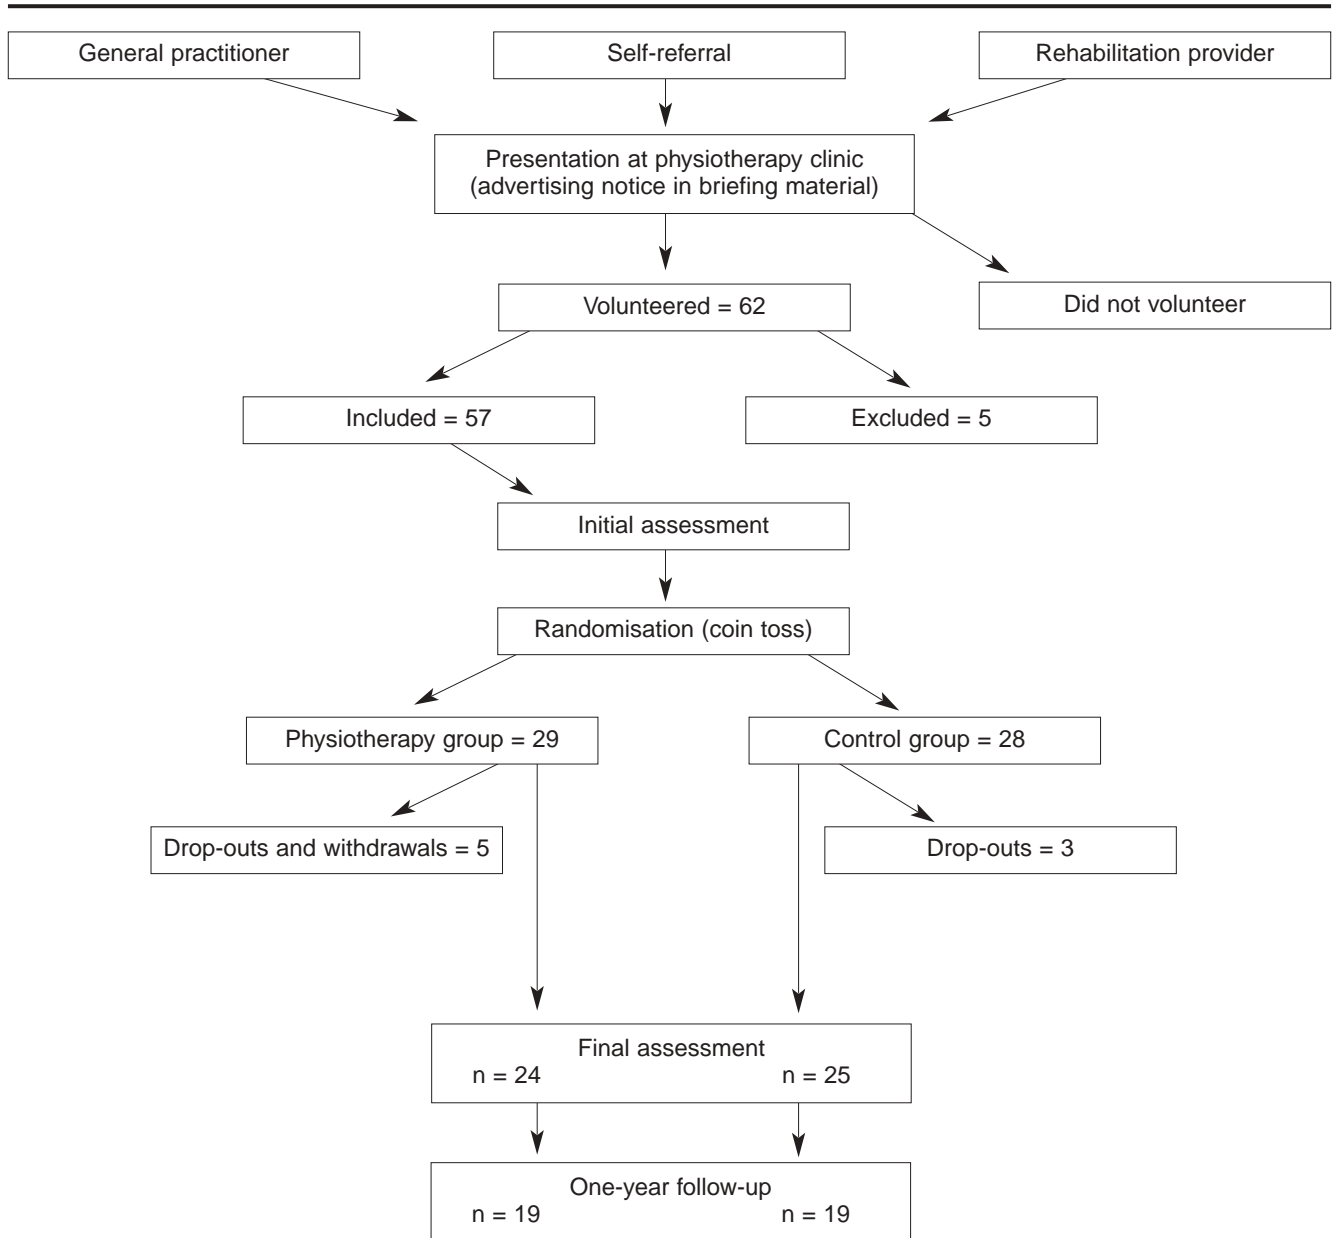 General practitioner
Self-referral
Rehabilitation provider
Presentation at physiotherapy clinic
(advertising notice in briefing material)
Volunteered = 62
Did not volunteer
Included = 57
Excluded = 5
Initial assessment
Randomisation (coin toss)
Physiotherapy group = 29
Control group = 28
Drop-outs and withdrawals = 5
Drop-outs = 3
Final assessment
n = 24
n = 25
One-year follow-up
n = 19
n = 19